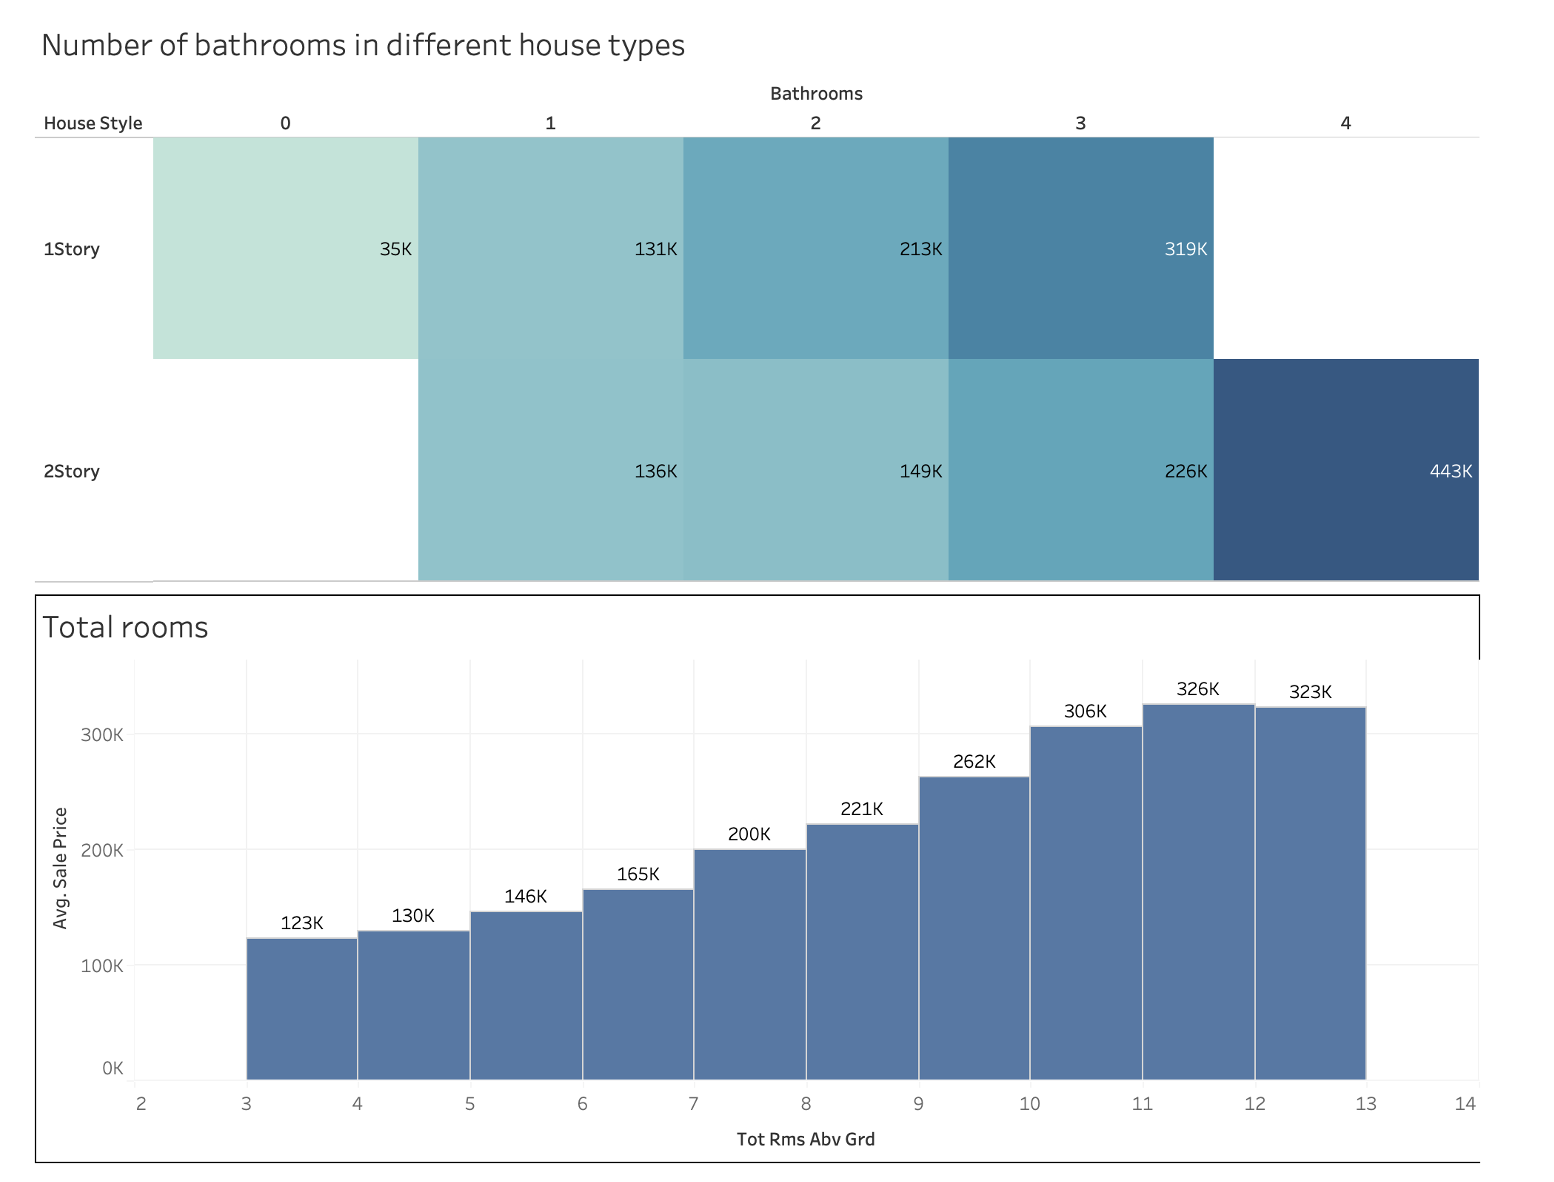 Number of bathrooms in different house types
Bathrooms
House Style 0 1 2 3 4
1Story 35K 131K 213K 319K
2Story 136K 149K 226K 443K
Total rooms
326K 323K
306K
300K
262K
221K
200K
200K
165K
146K
130K
123K
100K
0K
Avg. Sale Price
2 3 4 5 6 7 8 9 10 11 12 13 14
Tot Rms Abv Grd